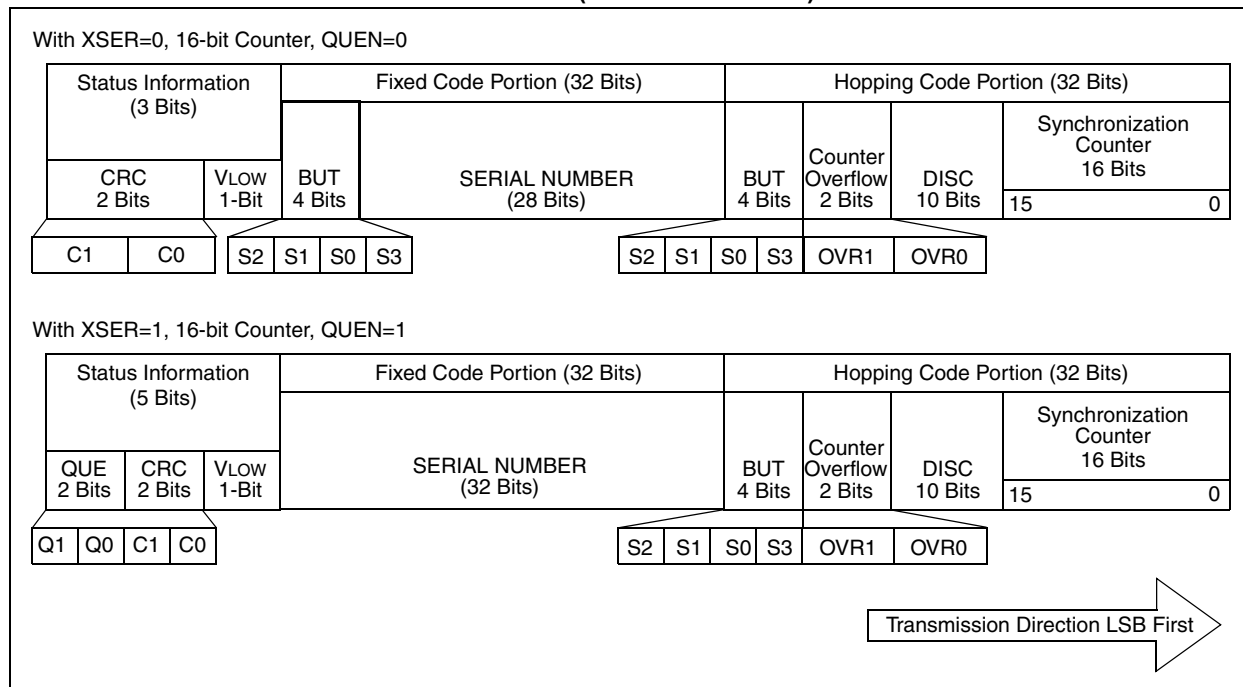 With XSER=0, 16-bit Counter, QUEN=0
Status Information
(3 Bits)
Fixed Code Portion (32 Bits)
Hopping Code Portion (32 Bits)
CRC
2 Bits
VLOW
1-Bit
BUT
4 Bits
SERIAL NUMBER
(28 Bits)
BUT
4 Bits
Counter
Overflow
2 Bits
DISC
10 Bits
Synchronization
Counter
16 Bits
15 0
C1 C0 S2 S1 S0 S3 S2 S1 S0 S3 OVR1 OVR0
With XSER=1, 16-bit Counter, QUEN=1
Status Information
(5 Bits)
Fixed Code Portion (32 Bits)
Hopping Code Portion (32 Bits)
QUE
2 Bits
CRC
2 Bits
VLOW
1-Bit
SERIAL NUMBER
(32 Bits)
BUT
4 Bits
Counter
Overflow
2 Bits
DISC
10 Bits
Synchronization
Counter
16 Bits
15 0
Q1 Q0 C1 C0 S2 S1 S0 S3 OVR1 OVR0
Transmission Direction LSB First